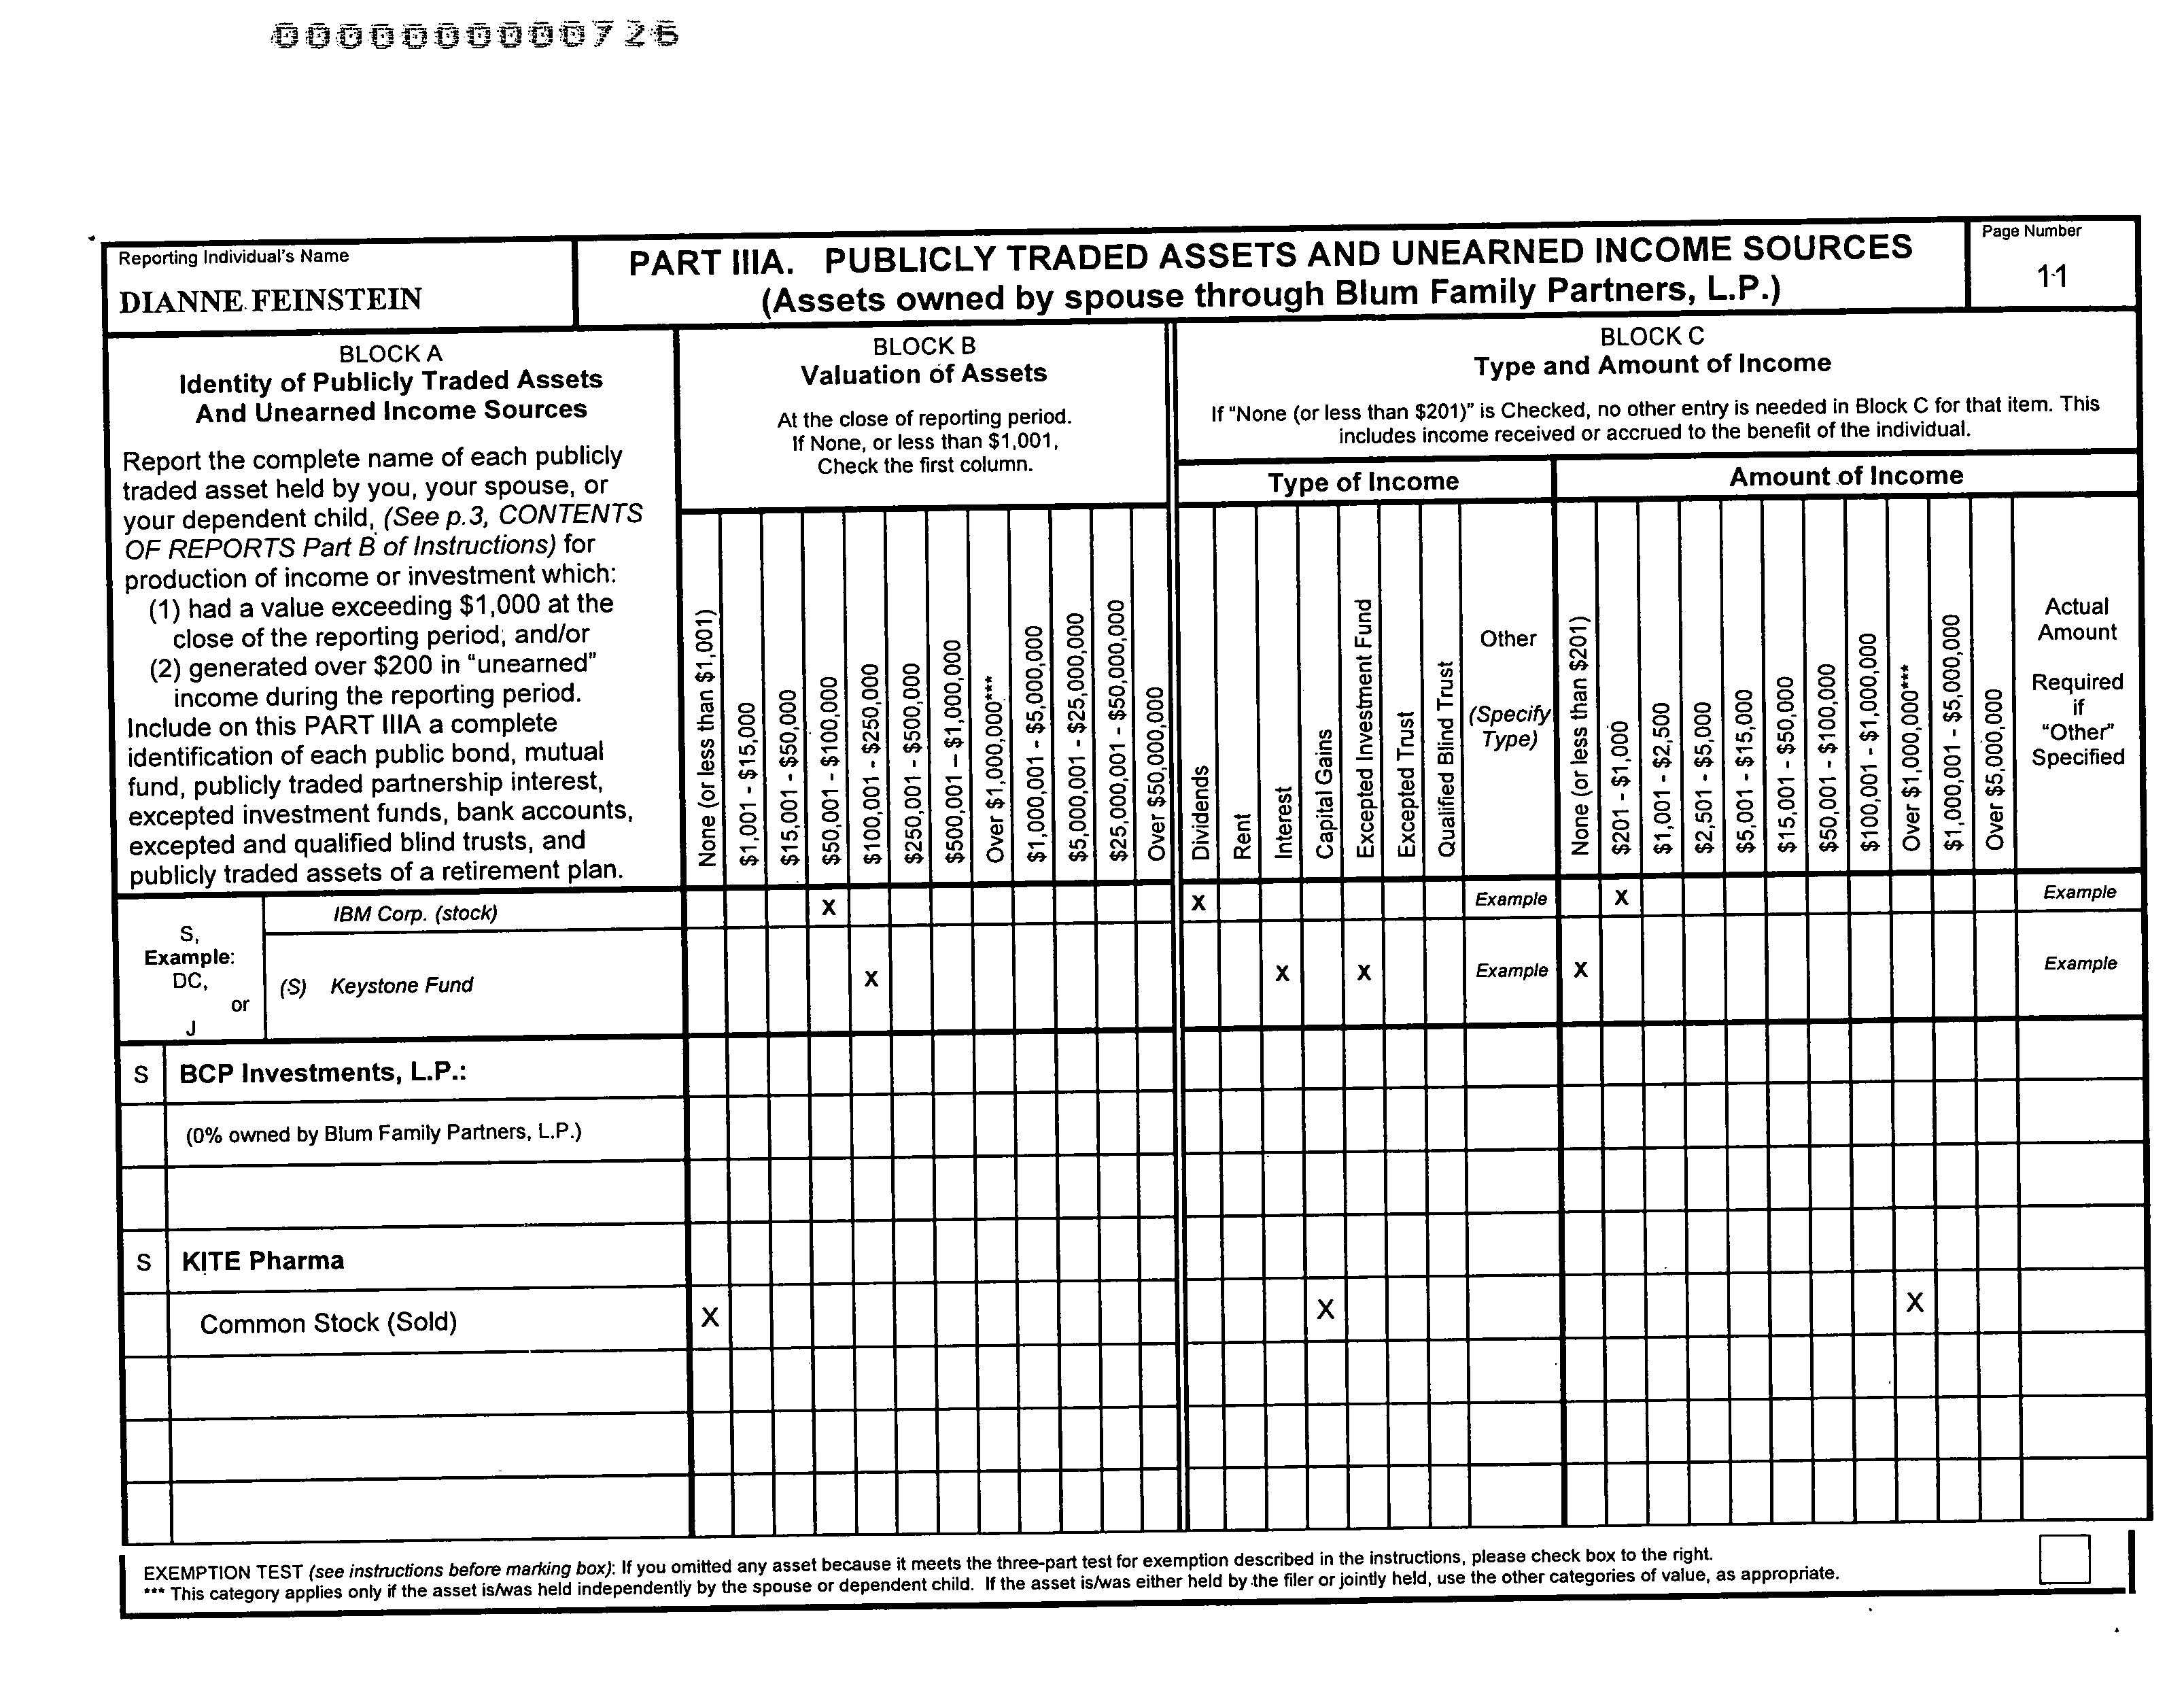 000000000726
Reporting Individual's Name
DIANNE FEINSTEIN
PART IIIA. PUBLICLY TRADED ASSETS AND UNEARNED INCOME SOURCES
(Assets owned by spouse through Blum Family Partners, L.P.)
Page Number
11
BLOCK A
Identity of Publicly Traded Assets
And Unearned Income Sources
Report the complete name of each publicly
traded asset held by you, your spouse, or
your dependent child, (See p.3, CONTENTS
OF REPORTS Part B of Instructions) for
production of income or investment which:
(1) had a value exceeding $1,000 at the
close of the reporting period; and/or
(2) generated over $200 in "unearned"
income during the reporting period.
Include on this PART IIIA a complete
identification of each public bond, mutual
fund, publicly traded partnership interest,
excepted investment funds, bank accounts,
excepted and qualified blind trusts, and
publicly traded assets of a retirement plan.
BLOCK B
Valuation of Assets
At the close of reporting period.
If None, or less than $1,001,
Check the first column.
None (or less than $1,001)
$1,001 - $15,000
$15,001 - $50,000
$50,001 - $100,000
$100,001 - $250,000
$250,001 - $500,000
$500,001 – $1,000,000
Over $1,000,000***
$1,000,001 - $5,000,000
$5,000,001 - $25,000,000
$25,000,001 - $50,000,000
Over $50,000,000
BLOCK C
Type and Amount of Income
If "None (or less than $201)" is Checked, no other entry is needed in Block C for that item. This
includes income received or accrued to the benefit of the individual.
Type of Income
Dividends
Rent
Interest
Capital Gains
Excepted Investment Fund
Excepted Trust
Qualified Blind Trust
Other
(Specify
Type)
Amount of Income
None (or less than $201)
$201 - $1,000
$1,001 - $2,500
$2,501 - $5,000
$5,001 - $15,000
$15,001 - $50,000
$50,001 - $100,000
$100,001 - $1,000,000
Over $1,000,000***
$1,000,001 - $5,000,000
Over $5,000,000
Actual
Amount
Required
if
"Other"
Specified
S,
Example:
DC,
or
J
IBM Corp. (stock) X X Example X Example
(S) Keystone Fund X X X Example X Example
S BCP Investments, L.P.:
(0% owned by Blum Family Partners, L.P.)
S KITE Pharma
Common Stock (Sold) X X X
EXEMPTION TEST (see instructions before marking box): If you omitted any asset because it meets the three-part test for exemption described in the instructions, please check box to the right.
*** This category applies only if the asset is/was held independently by the spouse or dependent child. If the asset is/was either held by the filer or jointly held, use the other categories of value, as appropriate.